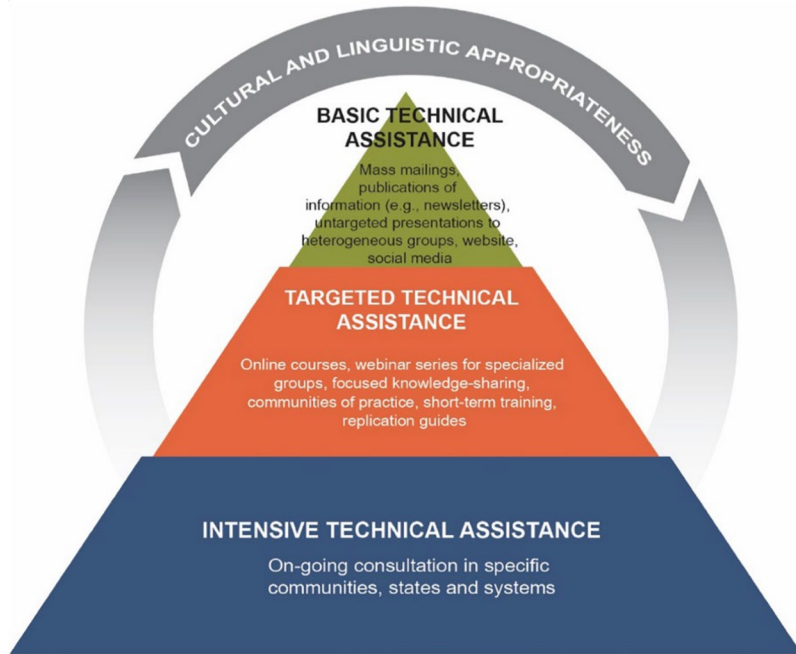 CULTURAL AND LINGUISTIC APPROPRIATENESS
BASIC TECHNICAL
ASSISTANCE
Mass mailings,
publications of
information (e.g., newsletters),
untargeted presentations to
heterogeneous groups, website,
social media
TARGETED TECHNICAL
ASSISTANCE
Online courses, webinar series for specialized
groups, focused knowledge-sharing,
communities of practice, short-term training,
replication guides
INTENSIVE TECHNICAL ASSISTANCE
On-going consultation in specific
communities, states and systems